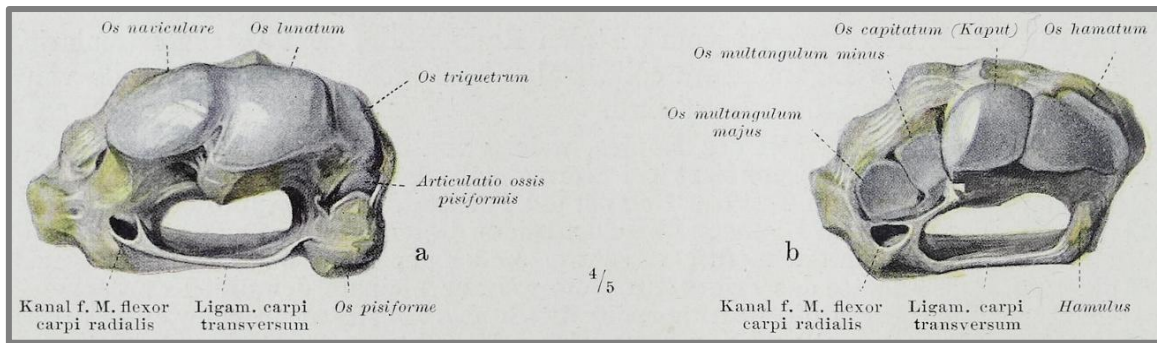 Os naviculare
Os lunatum
Os triquetrum
Articulatio ossis
pisiformis
a
Kanal f. M. flexor
carpi radialis
Ligam. carpi
transversum
Os pisiforme
4/5
Os capitatum (Kaput)
Os hamatum
Os multangulum minus
Os multangulum
majus
b
Kanal f. M. flexor
carpi radialis
Ligam. carpi
transversum
Hamulus